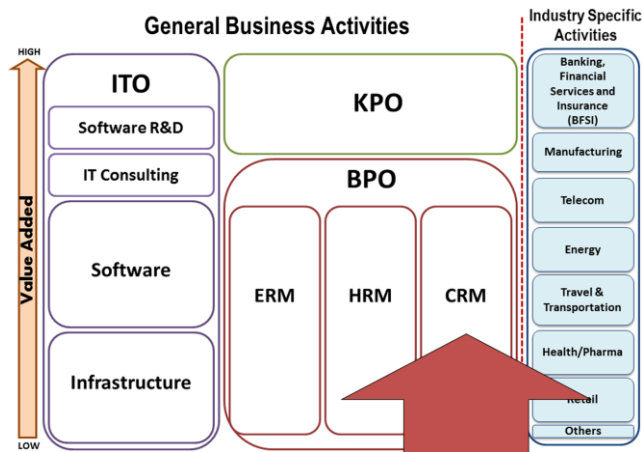 General Business Activities
Industry Specific
Activities
HIGH
Value Added
LOW
ITO
Software R&D
IT Consulting
Software
Infrastructure
KPO
BPO
ERM
HRM
CRM
Banking,
Financial
Services and
Insurance
(BFSI)
Manufacturing
Telecom
Energy
Travel &
Transportation
Health/Pharma
Retail
Others